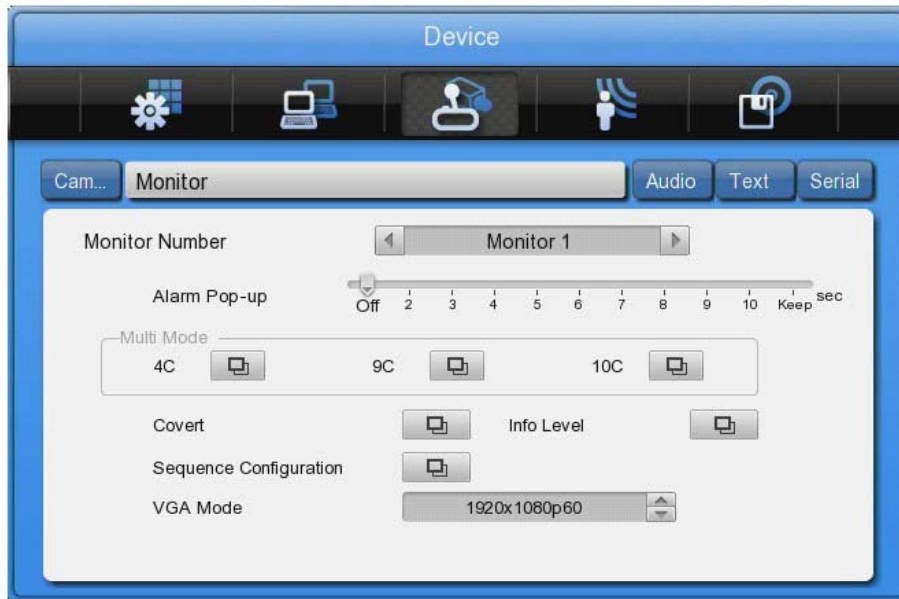 Device
Cam... Monitor Audio Text Serial
Monitor Number Monitor 1
Alarm Pop-up Off 2 3 4 5 6 7 8 9 10 Keep sec
Multi Mode
4C 9C 10C
Covert Info Level
Sequence Configuration
VGA Mode 1920x1080p60